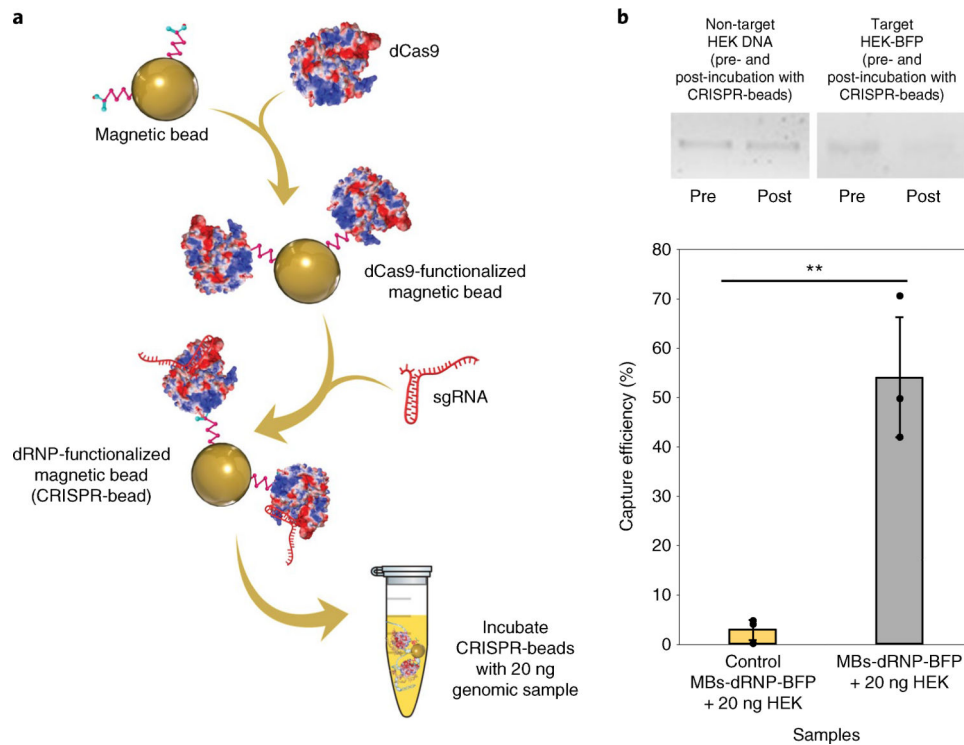 a
dCas9
Magnetic bead
dCas9-functionalized
magnetic bead
sgRNA
dRNP-functionalized
magnetic bead
(CRISPR-bead)
Incubate
CRISPR-beads
with 20 ng
genomic sample
b
Non-target
HEK DNA
(pre- and
post-incubation with
CRISPR-beads)
Target
HEK-BFP
(pre- and
post-incubation with
CRISPR-beads)
Pre
Post
Pre
Post
80
70
60
50
40
30
20
10
0
Capture efficiency (%)
**
Control
MBs-dRNP-BFP
+ 20 ng HEK
MBs-dRNP-BFP
+ 20 ng HEK
Samples